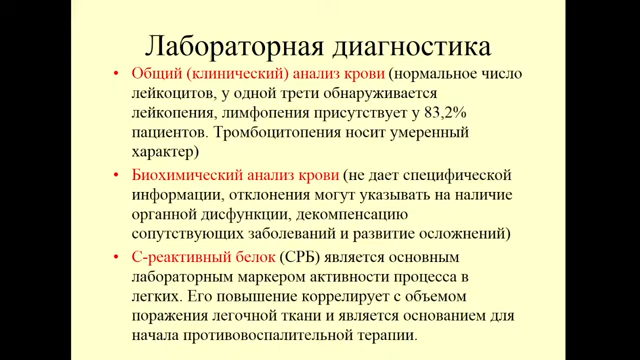 Лабораторная диагностика
• Общий (клинический) анализ крови (нормальное число
лейкоцитов, у одной трети обнаруживается
лейкопения, лимфопения присутствует у 83,2%
пациентов. Тромбоцитопения носит умеренный
характер)
• Биохимический анализ крови (не дает специфической
информации, отклонения могут указывать на наличие
органной дисфункции, декомпенсацию
сопутствующих заболеваний и развитие осложнений)
• С-реактивный белок (СРБ) является основным
лабораторным маркером активности процесса в
легких. Его повышение коррелирует с объемом
поражения легочной ткани и является основанием для
начала противовоспалительной терапии.